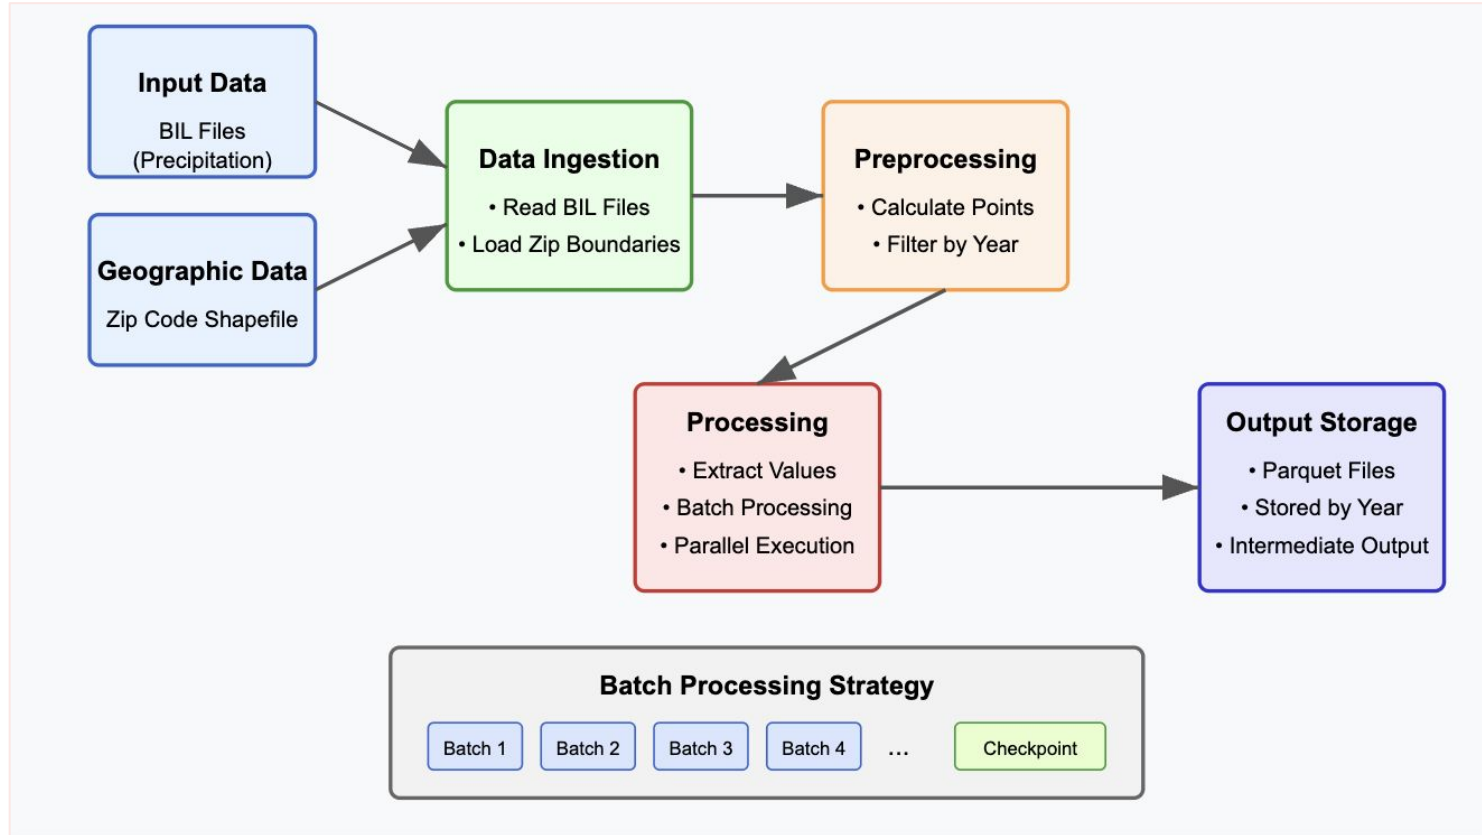 Input Data
BIL Files
(Precipitation)
Geographic Data
Zip Code Shapefile
Data Ingestion
• Read BIL Files
• Load Zip Boundaries
Preprocessing
• Calculate Points
• Filter by Year
Processing
• Extract Values
• Batch Processing
• Parallel Execution
Output Storage
• Parquet Files
• Stored by Year
• Intermediate Output
Batch Processing Strategy
Batch 1 Batch 2 Batch 3 Batch 4 ... Checkpoint